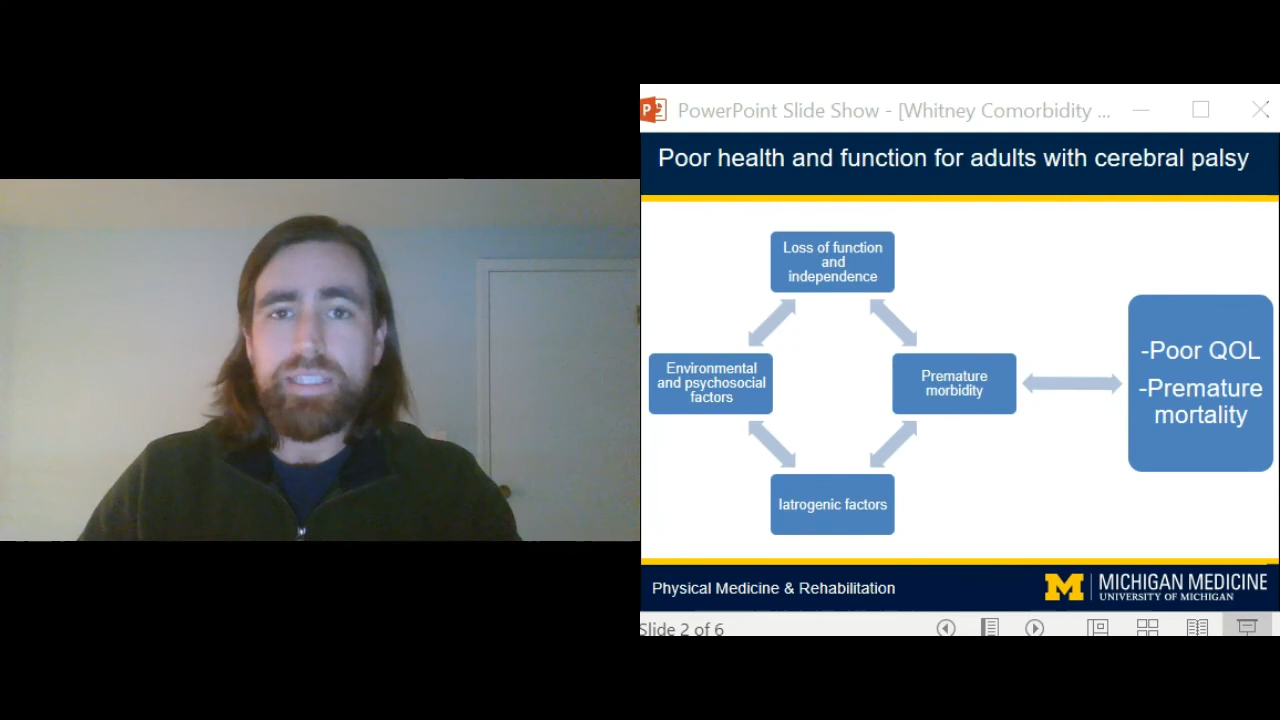 PowerPoint Slide Show - [Whitney Comorbidity ...
Poor health and function for adults with cerebral palsy
Loss of function
and
independence
Environmental
and psychosocial
factors
Premature
morbidity
Iatrogenic factors
-Poor QOL
-Premature
mortality
Physical Medicine & Rehabilitation
M
MICHIGAN MEDICINE
UNIVERSITY OF MICHIGAN
Slide 2 of 6